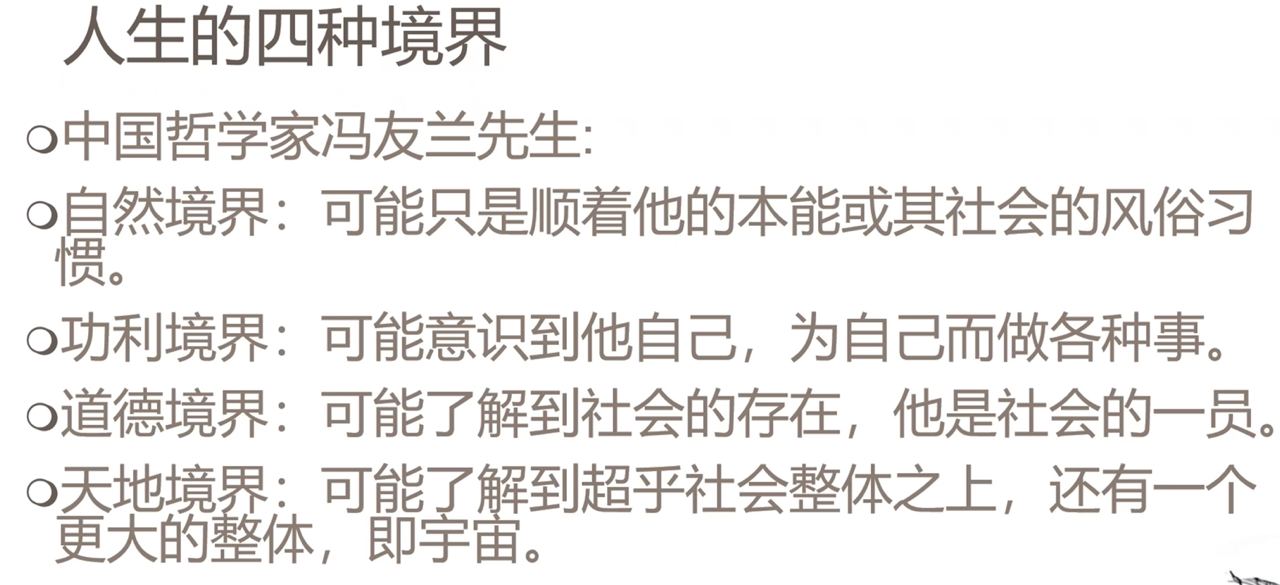 人生的四种境界
❍中国哲学家冯友兰先生:
❍自然境界：可能只是顺着他的本能或其社会的风俗习
惯。
❍功利境界：可能意识到他自己，为自己而做各种事。
❍道德境界：可能了解到社会的存在，他是社会的一员。
❍天地境界：可能了解到超乎社会整体之上，还有一个
更大的整体，即宇宙。